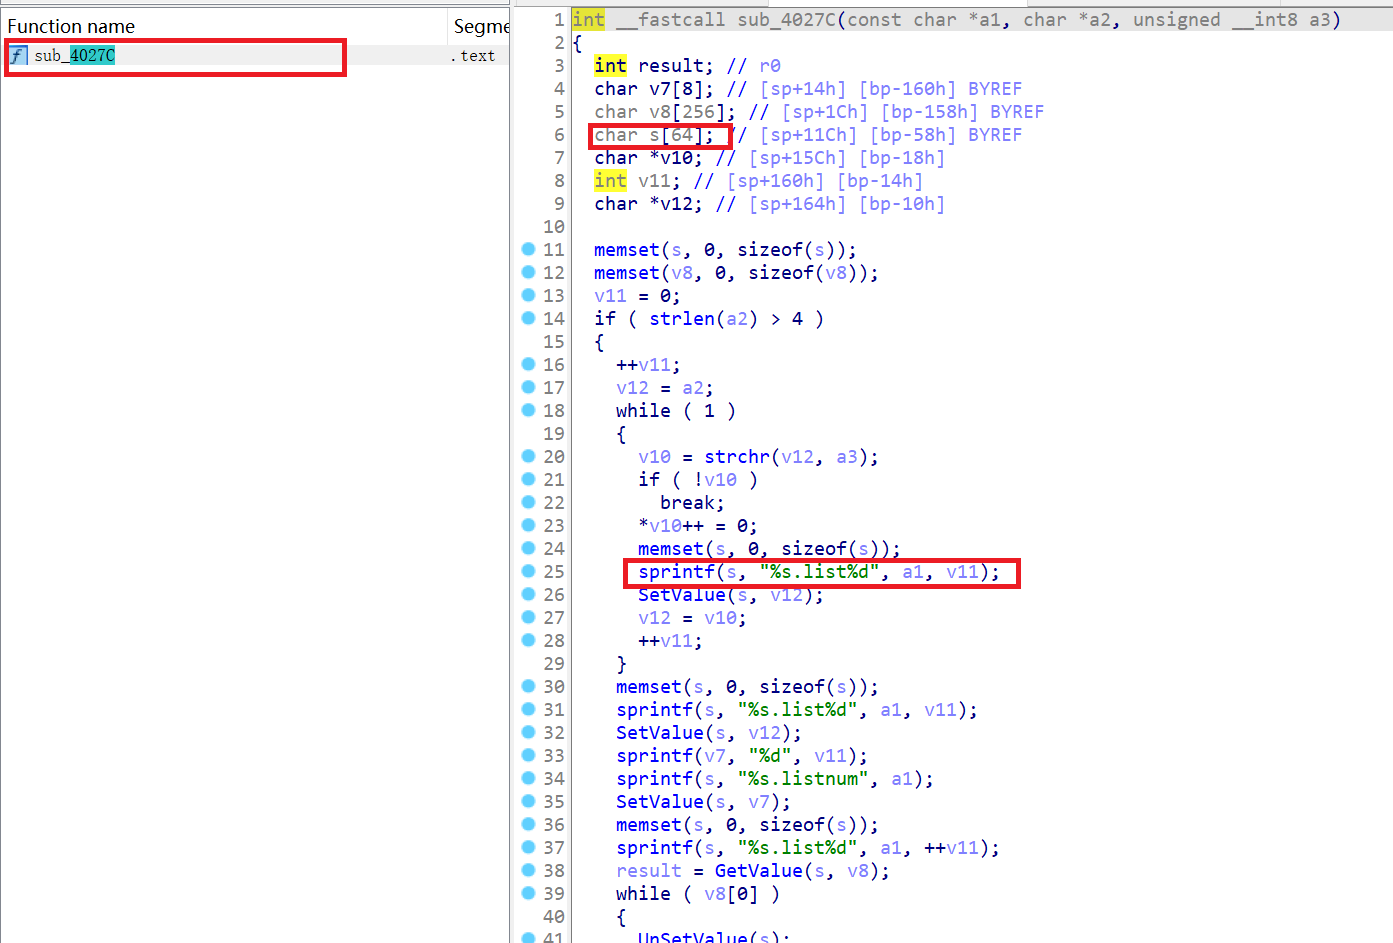 Function name Segme
f sub_4027C .text
1 int __fastcall sub_4027C(const char *a1, char *a2, unsigned __int8 a3)
2 {
3 int result; // r0
4 char v7[8]; // [sp+14h] [bp-160h] BYREF
5 char v8[256]; // [sp+1Ch] [bp-158h] BYREF
6 char s[64]; // [sp+11Ch] [bp-58h] BYREF
7 char *v10; // [sp+15Ch] [bp-18h]
8 int v11; // [sp+160h] [bp-14h]
9 char *v12; // [sp+164h] [bp-10h]
10
11 memset(s, 0, sizeof(s));
12 memset(v8, 0, sizeof(v8));
13 v11 = 0;
14 if ( strlen(a2) > 4 )
15 {
16 ++v11;
17 v12 = a2;
18 while ( 1 )
19 {
20 v10 = strchr(v12, a3);
21 if ( !v10 )
22 break;
23 *v10++ = 0;
24 memset(s, 0, sizeof(s));
25 sprintf(s, "%s.list%d", a1, v11);
26 SetValue(s, v12);
27 v12 = v10;
28 ++v11;
29 }
30 memset(s, 0, sizeof(s));
31 sprintf(s, "%s.list%d", a1, v11);
32 SetValue(s, v12);
33 sprintf(v7, "%d", v11);
34 sprintf(s, "%s.listnum", a1);
35 SetValue(s, v7);
36 memset(s, 0, sizeof(s));
37 sprintf(s, "%s.list%d", a1, ++v11);
38 result = GetValue(s, v8);
39 while ( v8[0] )
40 {
41 UnSetValue(s);